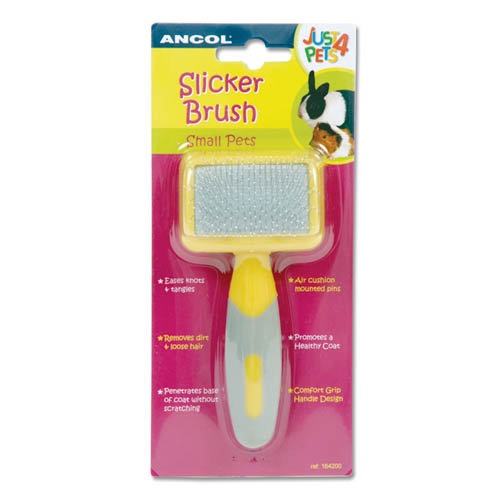 ANCOL®
JUST 4
PETS
Slicker
Brush
Small Pets
★Eases knots
& tangles
★Air cushion
mounted pins
★Removes dirt
& loose hair
★Promotes a
Healthy Coat
★Penetrates base
of coat without
scratching
★Comfort Grip
Handle Design
ref: 164200